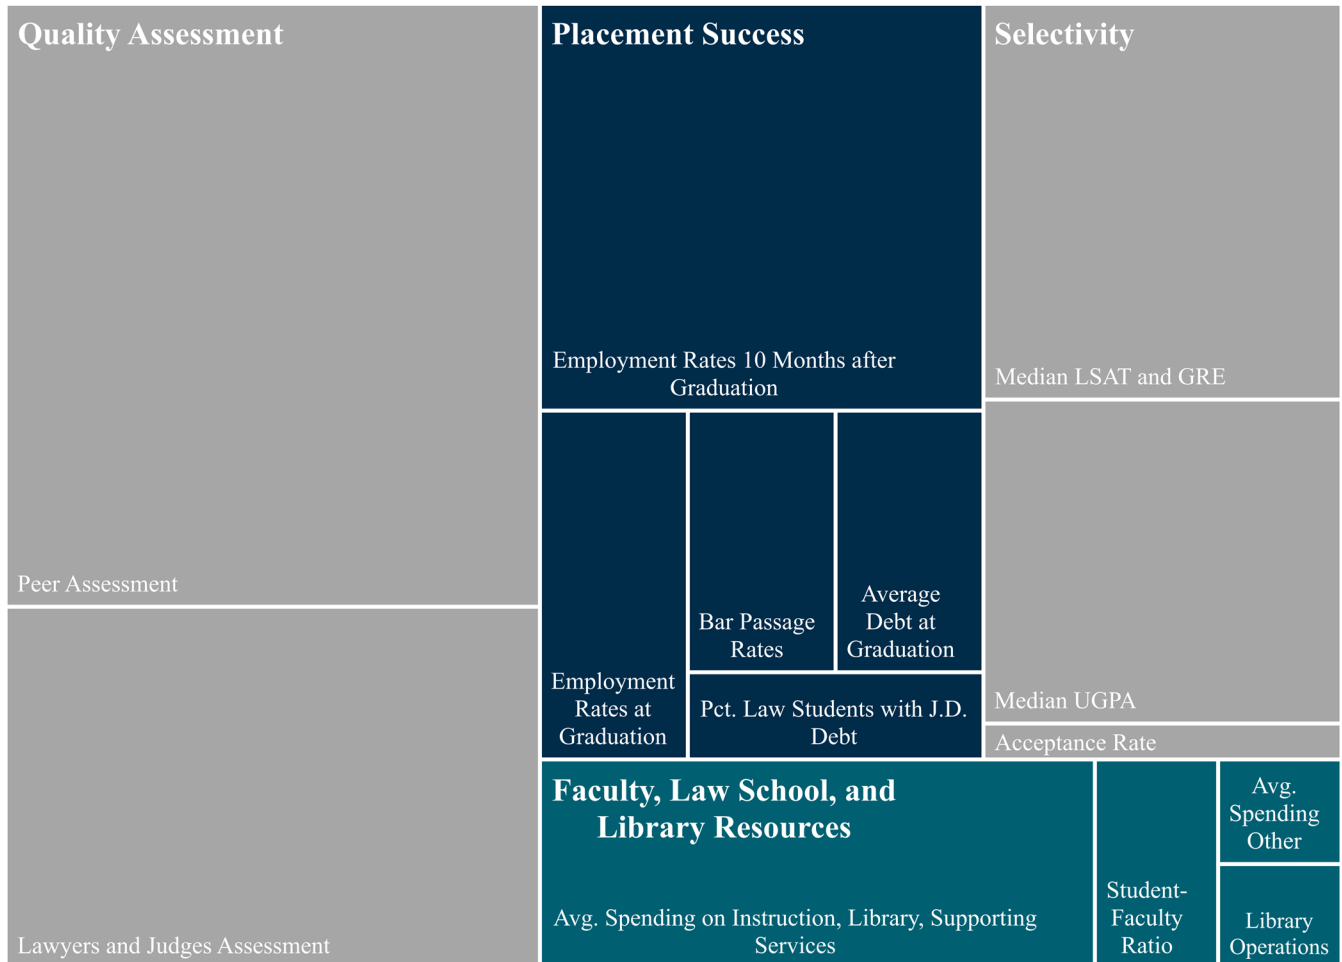 Quality Assessment
Peer Assessment
Lawyers and Judges Assessment
Placement Success
Employment Rates 10 Months after
Graduation
Employment
Rates at
Graduation
Bar Passage
Rates
Average
Debt at
Graduation
Pct. Law Students with J.D.
Debt
Selectivity
Median LSAT and GRE
Median UGPA
Acceptance Rate
Faculty, Law School, and
Library Resources
Avg. Spending on Instruction, Library, Supporting
Services
Student-
Faculty
Ratio
Avg.
Spending
Other
Library
Operations